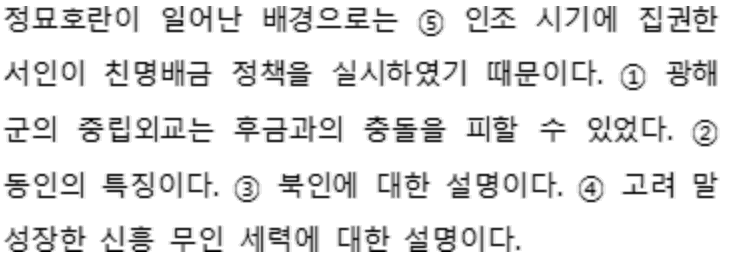 정묘호란이 일어난 배경으로는 ⑤ 인조 시기에 집권한
서인이 친명배금 정책을 실시하였기 때문이다. ① 광해
군의 중립외교는 후금과의 충돌을 피할 수 있었다. ②
동인의 특징이다. ③ 북인에 대한 설명이다. ④ 고려 말
성장한 신흥 무인 세력에 대한 설명이다.